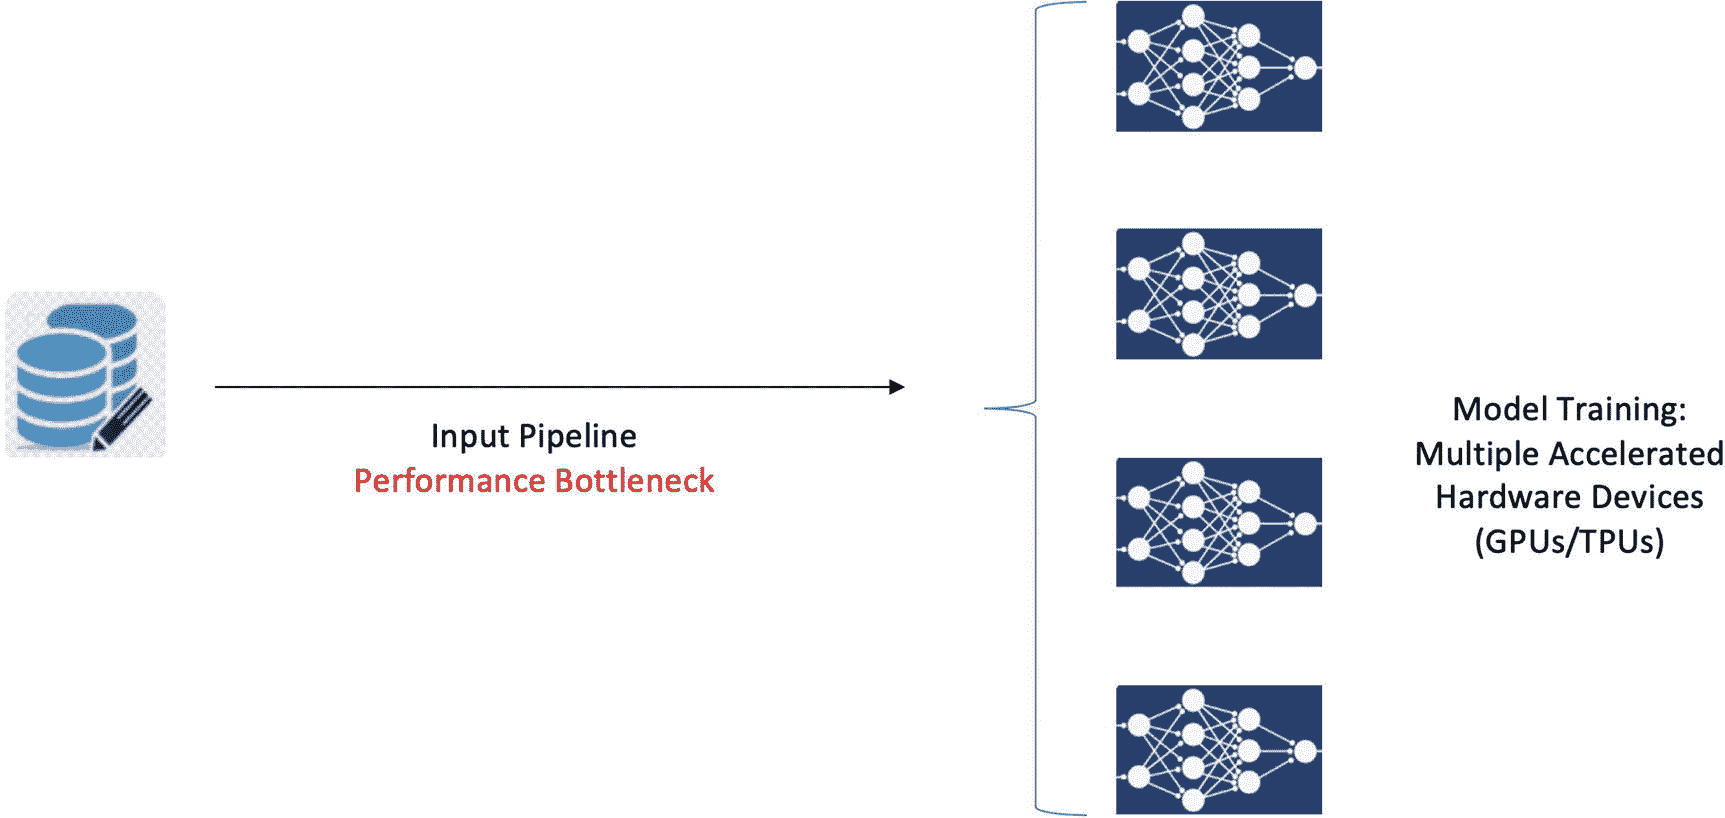 Input Pipeline
Performance Bottleneck
Model Training:
Multiple Accelerated
Hardware Devices
(GPUs/TPUs)